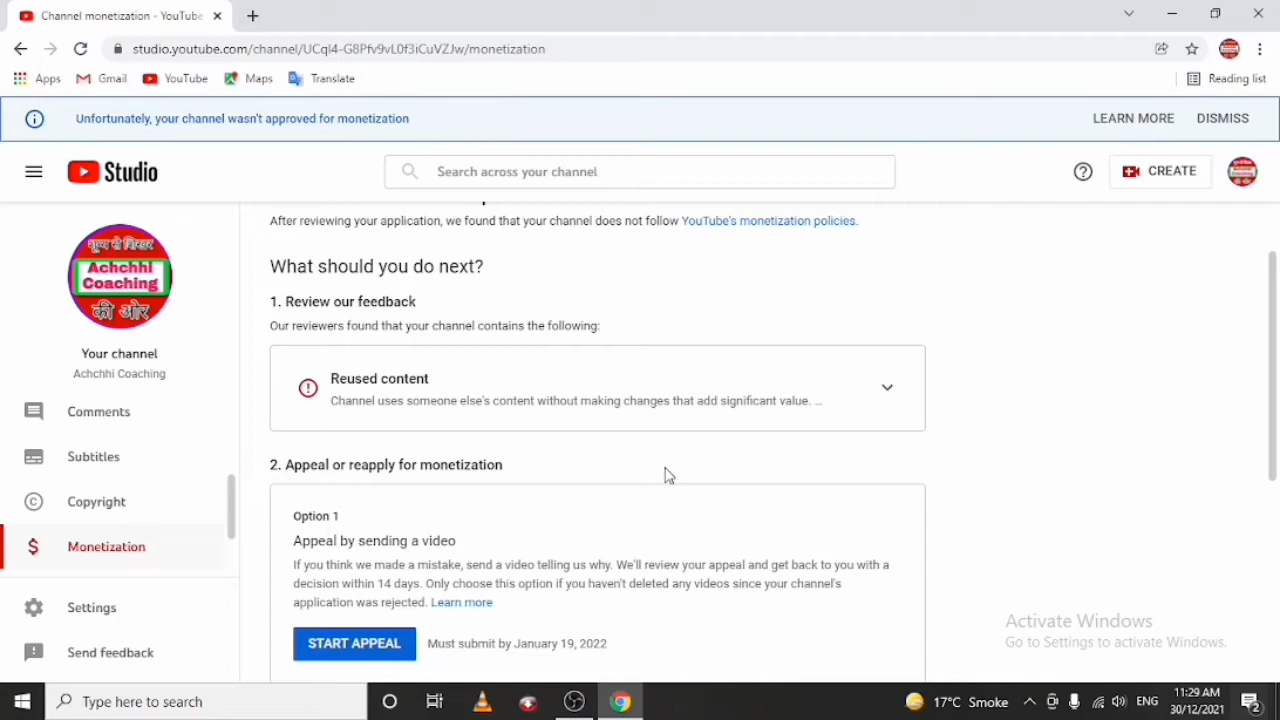 Channel monetization - YouTube
studio.youtube.com/channel/UCql4-G8Pfv9vL0f3iCuVZJw/monetization
Apps Gmail YouTube Maps Translate Reading list
Unfortunately, your channel wasn't approved for monetization LEARN MORE DISMISS
Studio Search across your channel CREATE
After reviewing your application, we found that your channel does not follow YouTube's monetization policies.
शून्य से शिखर
Achchhi
Coaching
की ओर
Your channel
Achchhi Coaching
Comments
Subtitles
Copyright
Monetization
Settings
Send feedback
What should you do next?
1. Review our feedback
Our reviewers found that your channel contains the following:
Reused content
Channel uses someone else's content without making changes that add significant value. ...
2. Appeal or reapply for monetization
Option 1
Appeal by sending a video
If you think we made a mistake, send a video telling us why. We'll review your appeal and get back to you with a
decision within 14 days. Only choose this option if you haven't deleted any videos since your channel's
application was rejected. Learn more
START APPEAL Must submit by January 19, 2022
Activate Windows
Go to Settings to activate Windows.
Type here to search 17°C Smoke ENG 11:29 AM
30/12/2021 2